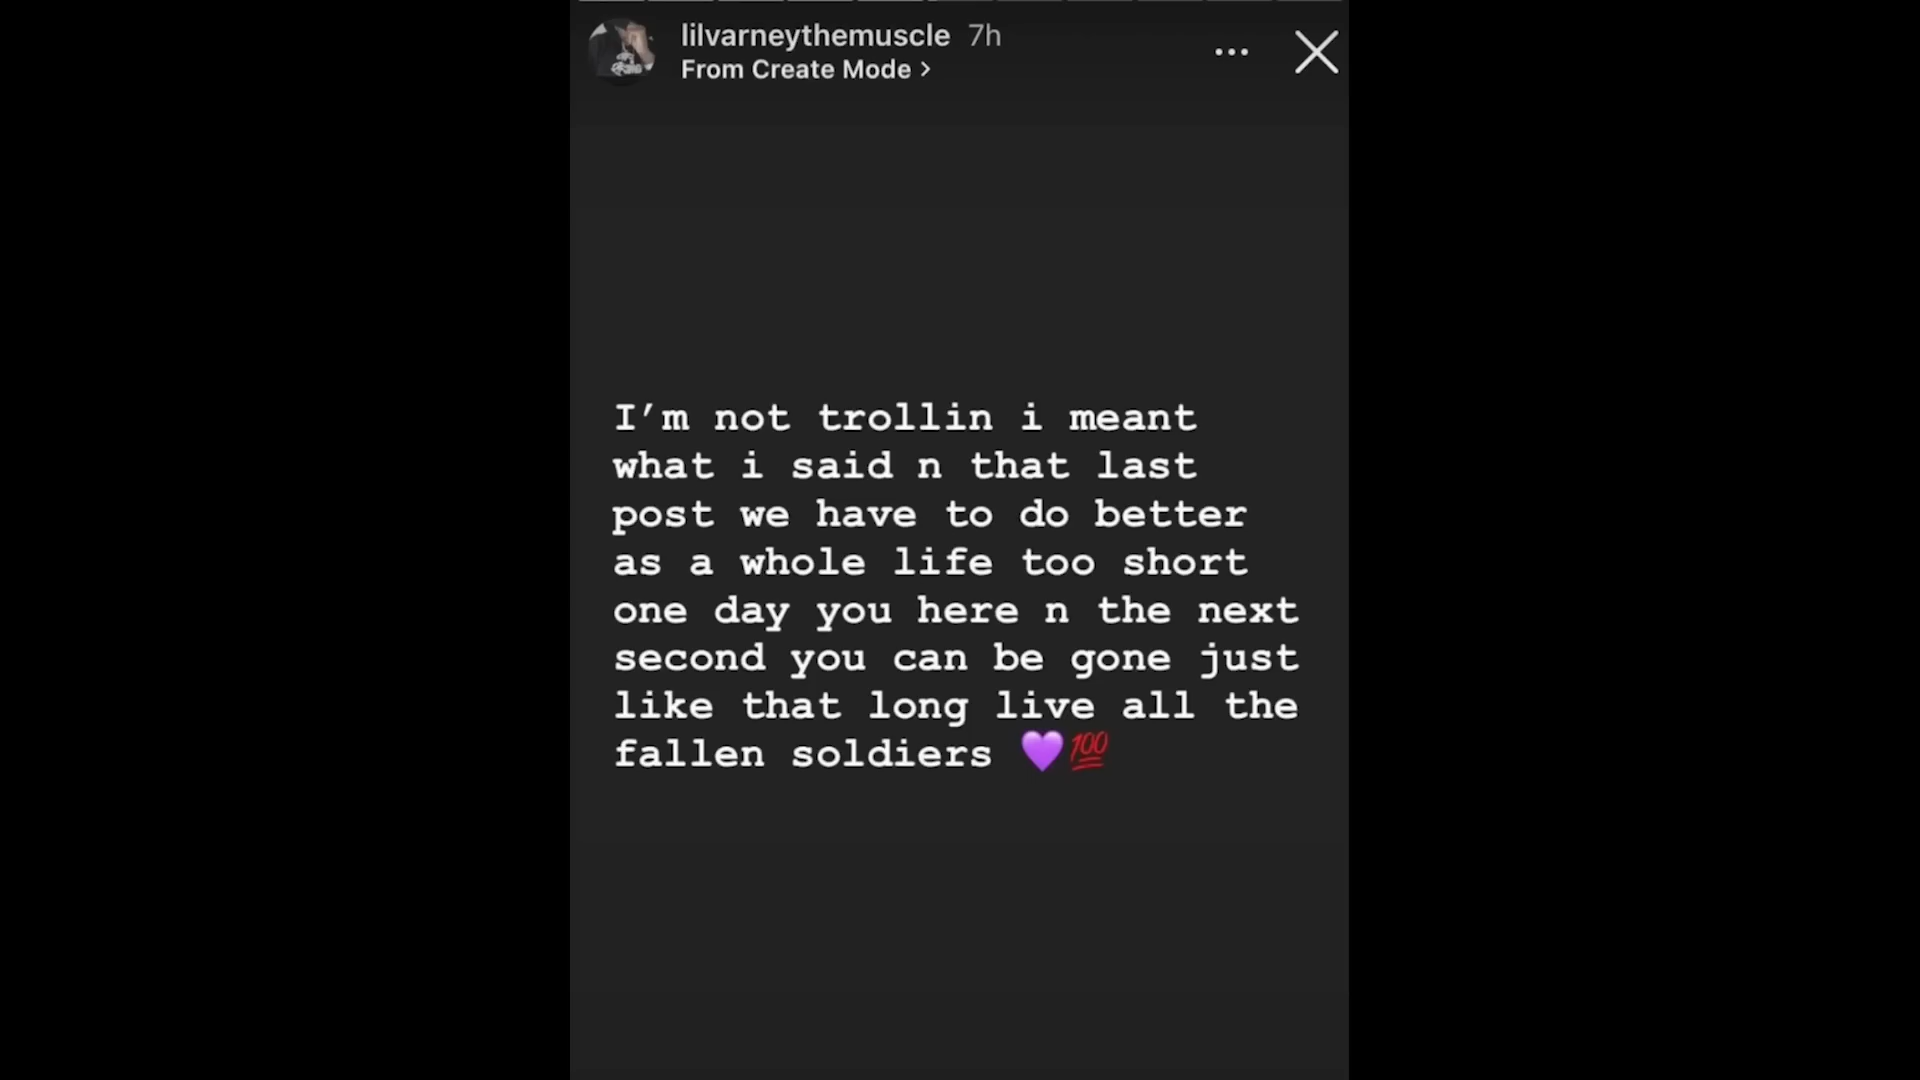 lilvarneythemuscle 7h
From Create Mode >
I’m not trollin i meant
what i said n that last
post we have to do better
as a whole life too short
one day you here n the next
second you can be gone just
like that long live all the
fallen soldiers 💜💯